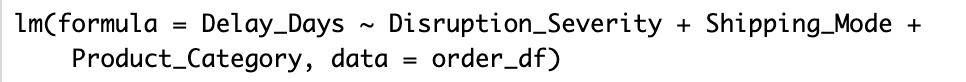 lm(formula = Delay_Days ~ Disruption_Severity + Shipping_Mode +
    Product_Category, data = order_df)